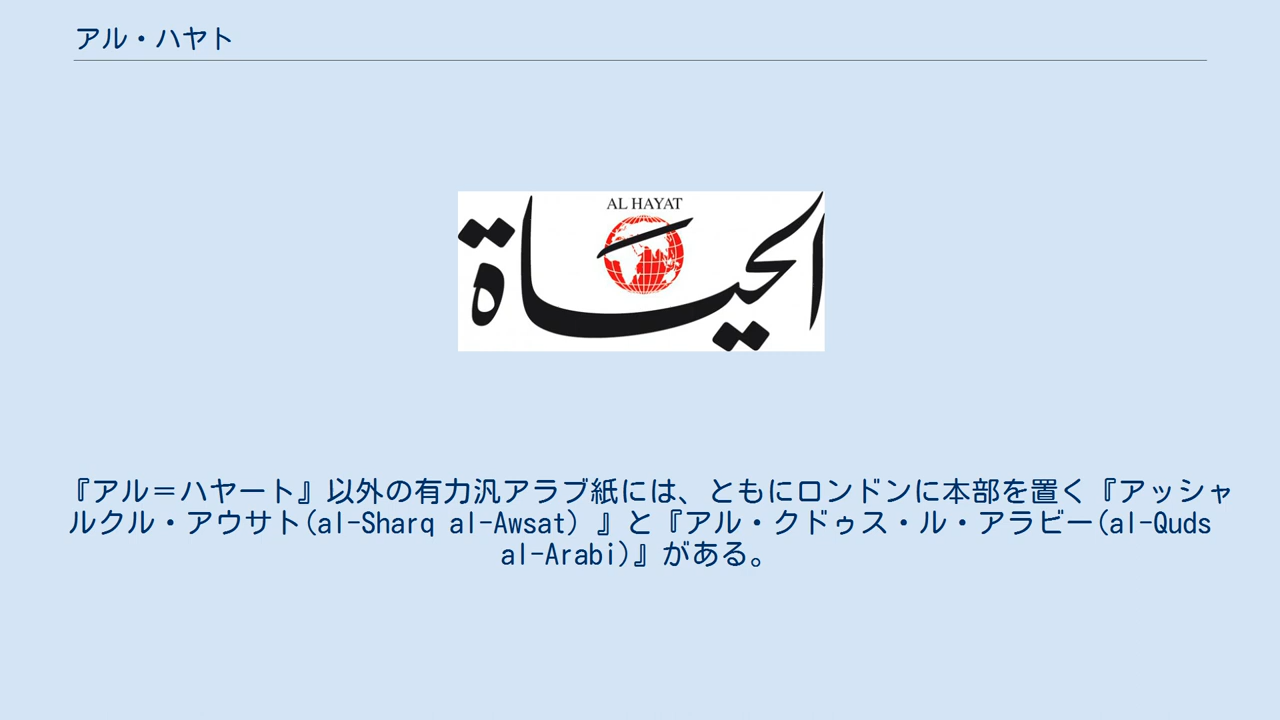 アル・ハヤト
AL HAYAT
الحياة
『アル＝ハヤート』以外の有力汎アラブ紙には、ともにロンドンに本部を置く『アッシャ
ルクル・アウサト(al-Sharq al-Awsat) 』と『アル・クドゥス・ル・アラビー(al-Quds
al-Arabi)』がある。